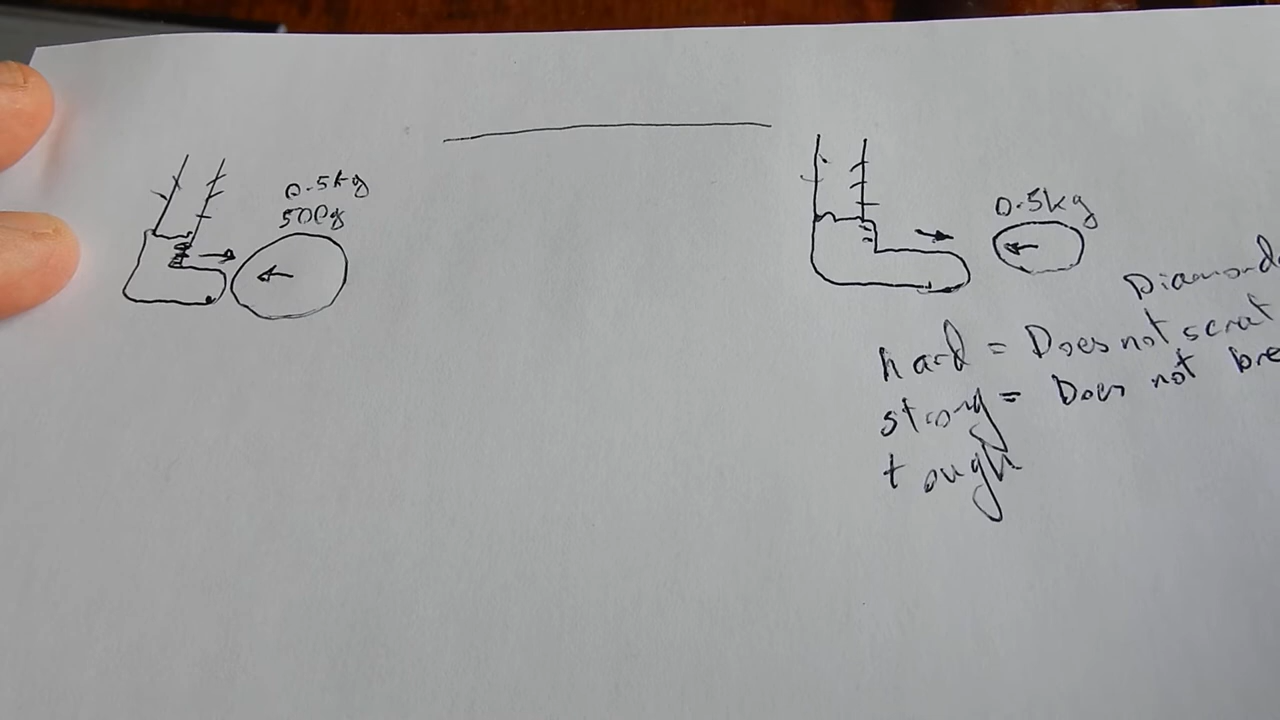 0.5kg
500g
0.5kg
Diamond
hard = Does not scrat
strong = Does not bre
tough